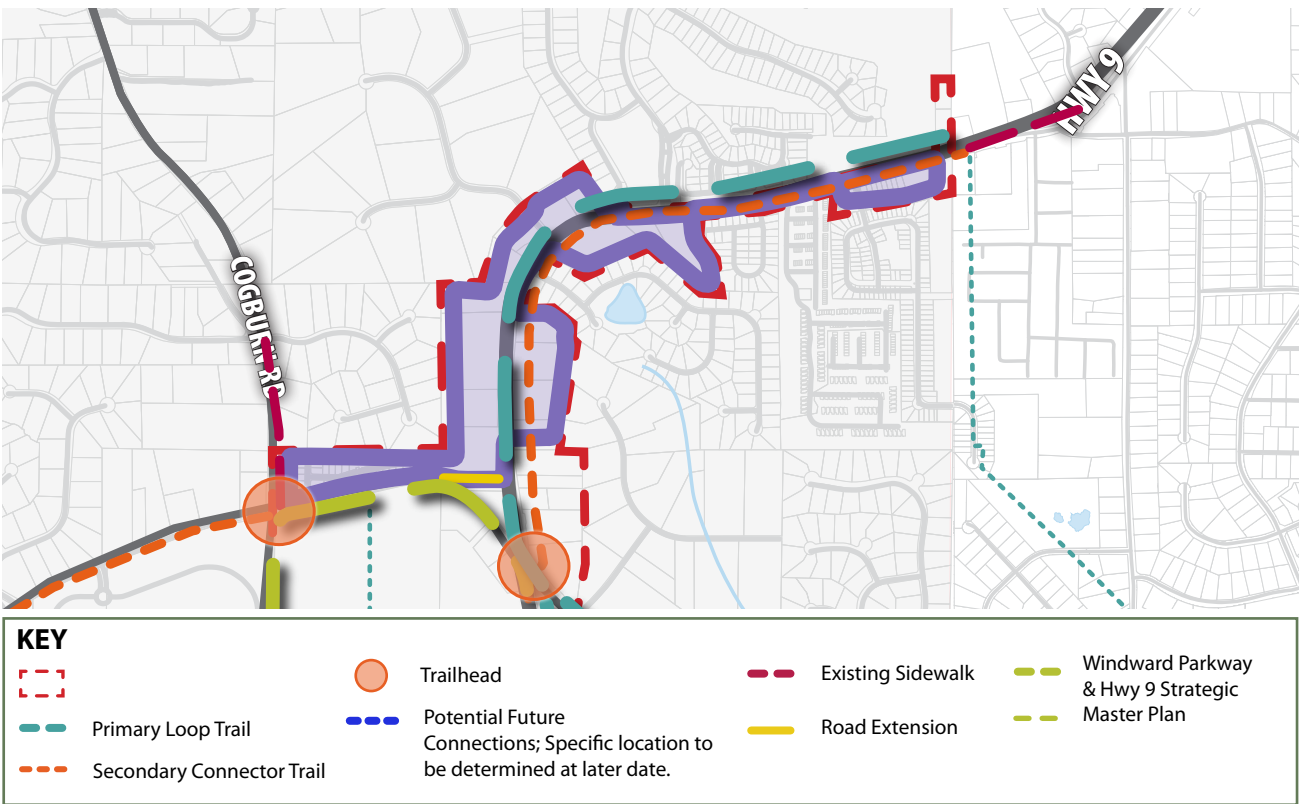 HWY 9
COGBURN RD
KEY
Primary Loop Trail
Secondary Connector Trail
Trailhead
Potential Future
Connections; Specific location to
be determined at later date.
Existing Sidewalk
Road Extension
Windward Parkway
& Hwy 9 Strategic
Master Plan